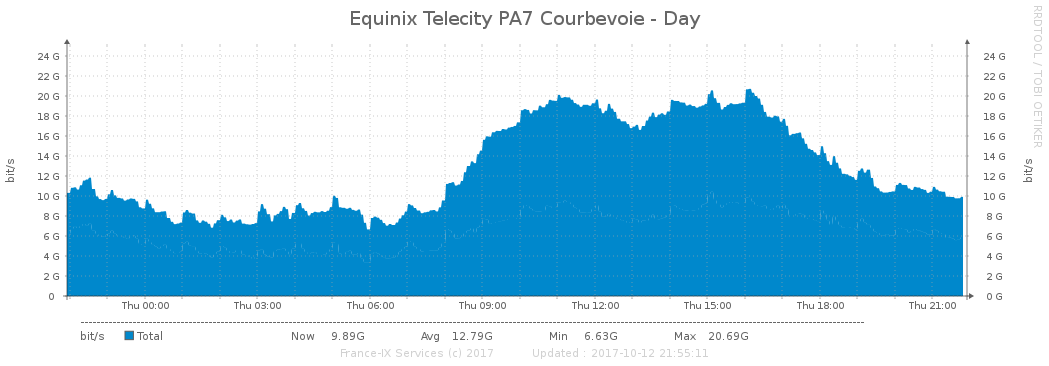 Equinix Telecity PA7 Courbevoie - Day
RRDTOOL / TOBI OETIKER
bit/s
bit/s
24 G 24 G
22 G 22 G
20 G 20 G
18 G 18 G
16 G 16 G
14 G 14 G
12 G 12 G
10 G 10 G
8 G 8 G
6 G 6 G
4 G 4 G
2 G 2 G
0 0 G
Thu 00:00 Thu 03:00 Thu 06:00 Thu 09:00 Thu 12:00 Thu 15:00 Thu 18:00 Thu 21:00
bit/s Total Now 9.89G Avg 12.79G Min 6.63G Max 20.69G
France-IX Services (c) 2017 Updated : 2017-10-12 21:55:11